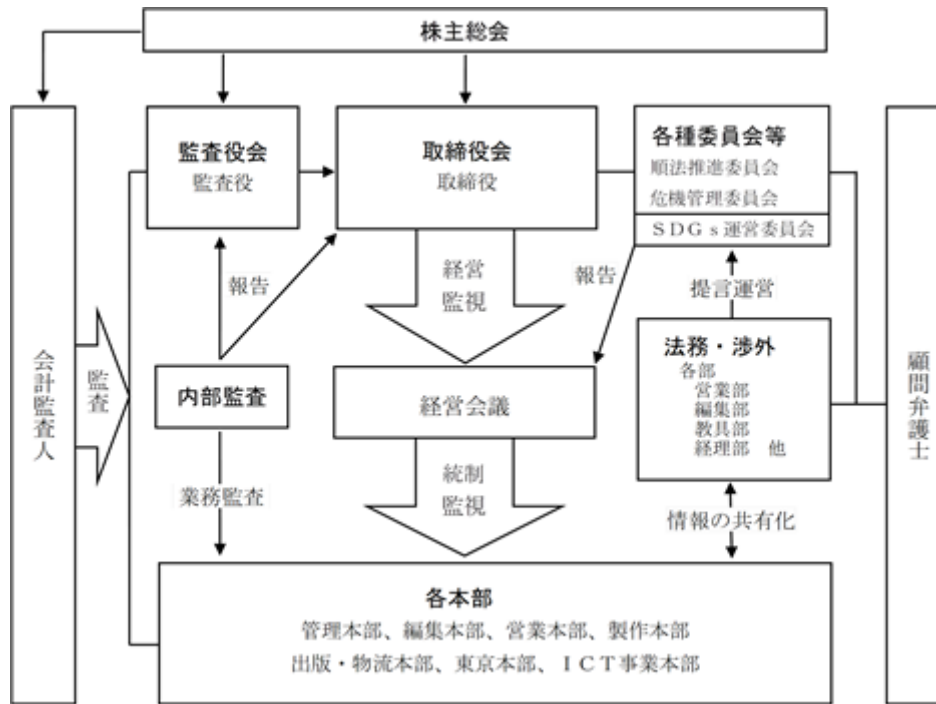 株主総会
監査役会
監査役
取締役会
取締役
各種委員会等
順法推進委員会
危機管理委員会
ＳＤＧｓ運営委員会
報告
経営
監視
報告
提言運営
会計監査人
監査
内部監査
経営会議
法務・渉外
各部
営業部
編集部
教具部
経理部　他
顧問弁護士
業務監査
統制
監視
情報の共有化
各本部
管理本部、編集本部、営業本部、製作本部
出版・物流本部、東京本部、ＩＣＴ事業本部